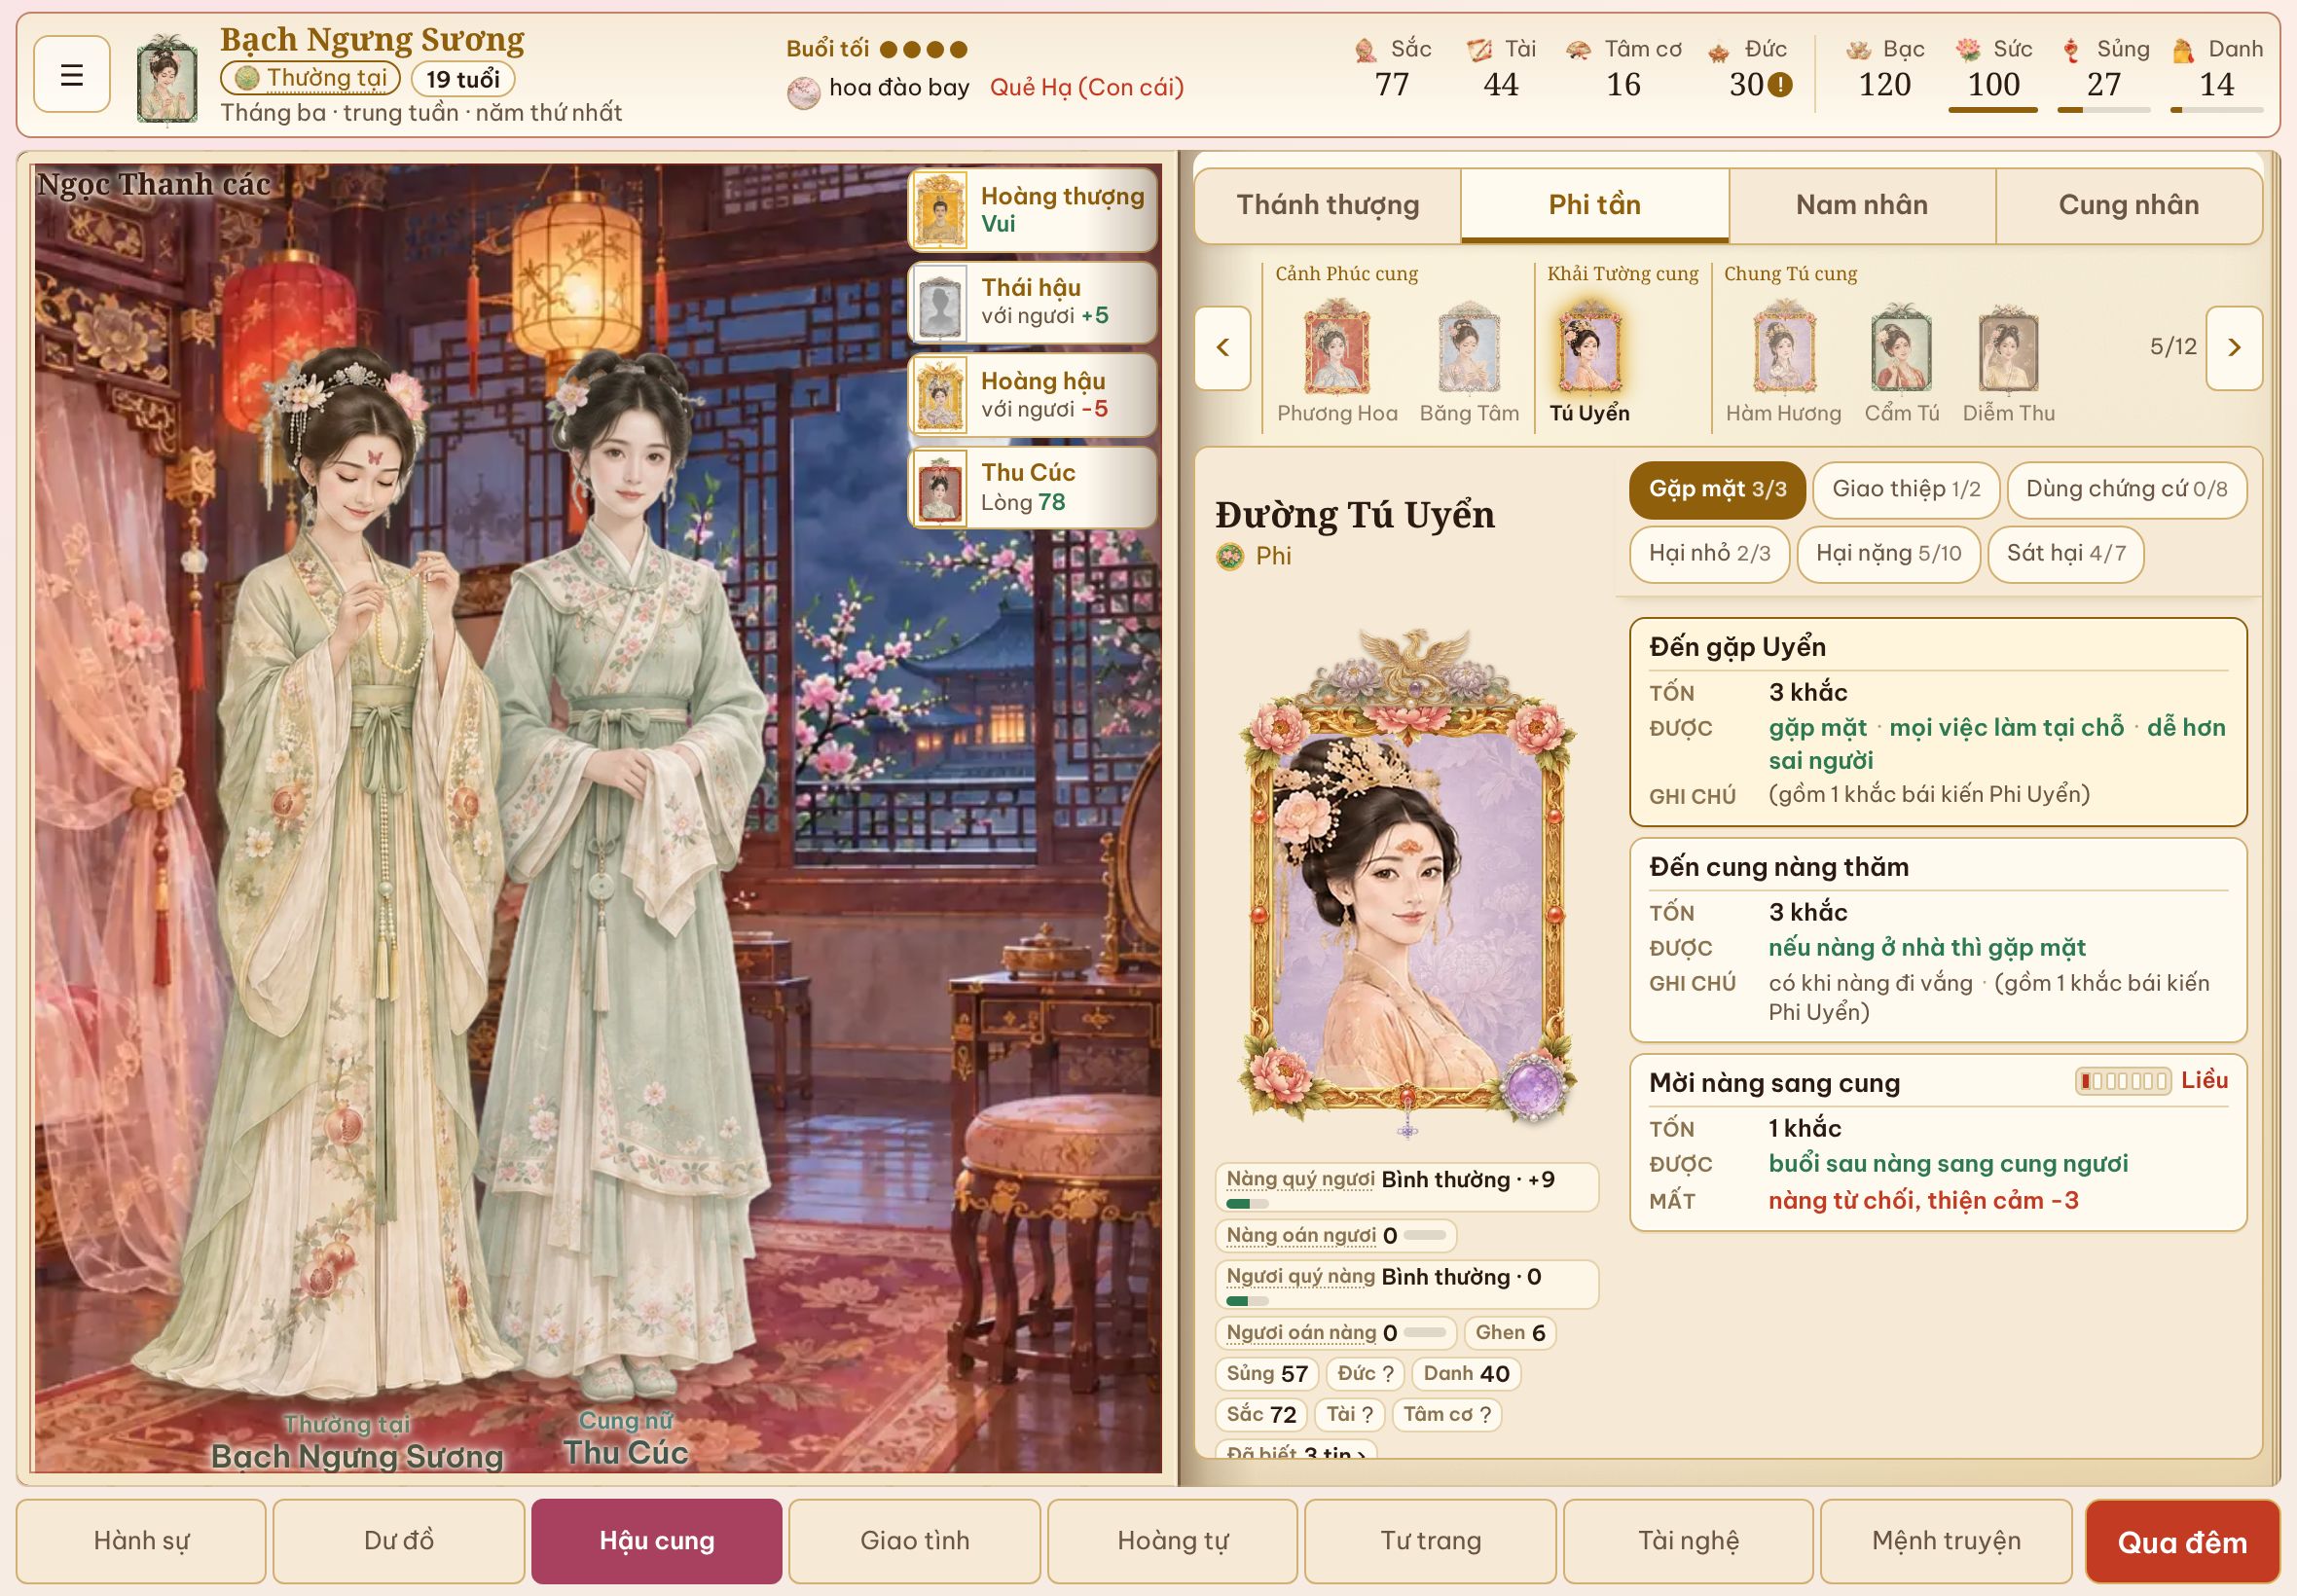 ☰
Bạch Ngưng Sương
Thường tại
19 tuổi
Tháng ba · trung tuần · năm thứ nhất
Buổi tối
hoa đào bay
Quẻ Hạ (Con cái)
Sắc
77
Tài
44
Tâm cơ
16
Đức
30 !
Bạc
120
Sức
100
Sủng
27
Danh
14
Ngọc Thanh các
Hoàng thượng
Vui
Thái hậu
với ngươi +5
Hoàng hậu
với ngươi -5
Thu Cúc
Lòng 78
Thường tại
Bạch Ngưng Sương
Cung nữ
Thu Cúc
Thánh thượng
Phi tần
Nam nhân
Cung nhân
‹
Cảnh Phúc cung
Phương Hoa
Băng Tâm
Khải Tường cung
Tú Uyển
Chung Tú cung
Hàm Hương
Cẩm Tú
Diễm Thu
5/12
›
Đường Tú Uyển
Phi
Nàng quý ngươi Bình thường · +9
Nàng oán ngươi 0
Ngươi quý nàng Bình thường · 0
Ngươi oán nàng 0
Ghen 6
Sủng 57
Đức ?
Danh 40
Sắc 72
Tài ?
Tâm cơ ?
Đã biết 3 tin ›
Gặp mặt 3/3
Giao thiệp 1/2
Dùng chứng cứ 0/8
Hại nhỏ 2/3
Hại nặng 5/10
Sát hại 4/7
Đến gặp Uyển
TỐN 3 khắc
ĐƯỢC gặp mặt · mọi việc làm tại chỗ · dễ hơn
sai người
GHI CHÚ (gồm 1 khắc bái kiến Phi Uyển)
Đến cung nàng thăm
TỐN 3 khắc
ĐƯỢC nếu nàng ở nhà thì gặp mặt
GHI CHÚ có khi nàng đi vắng · (gồm 1 khắc bái kiến
Phi Uyển)
Mời nàng sang cung
Liều
TỐN 1 khắc
ĐƯỢC buổi sau nàng sang cung ngươi
MẤT nàng từ chối, thiện cảm -3
Hành sự
Dư đồ
Hậu cung
Giao tình
Hoàng tự
Tư trang
Tài nghệ
Mệnh truyện
Qua đêm